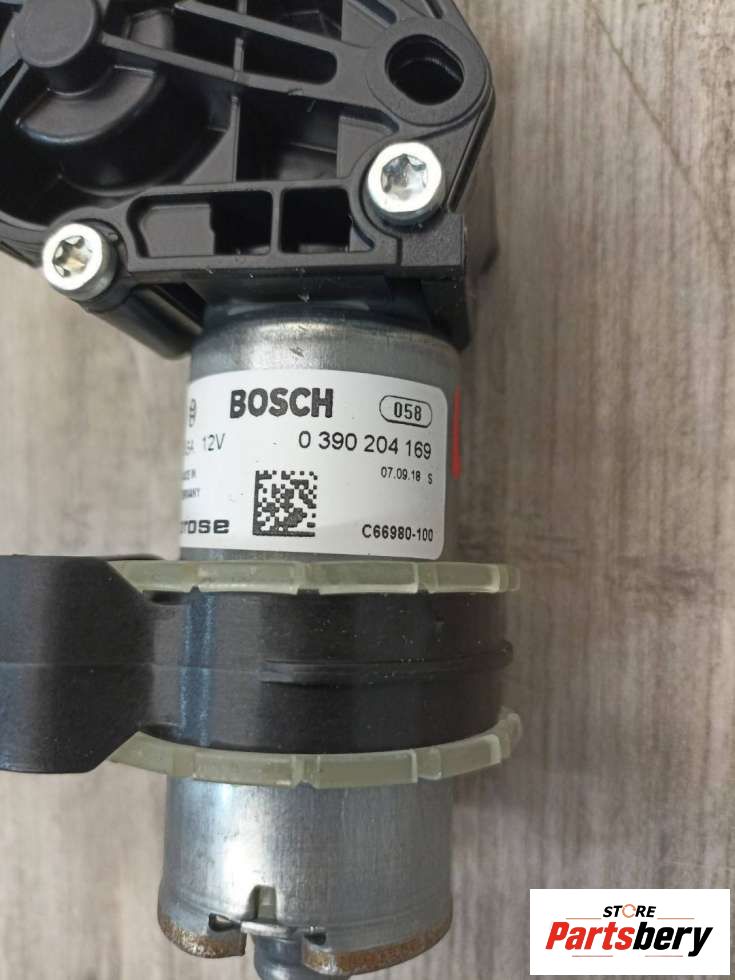 BOSCH 058
12V 0 390 204 169
07.09.18 S
C66980-100
STORE
Partsbery